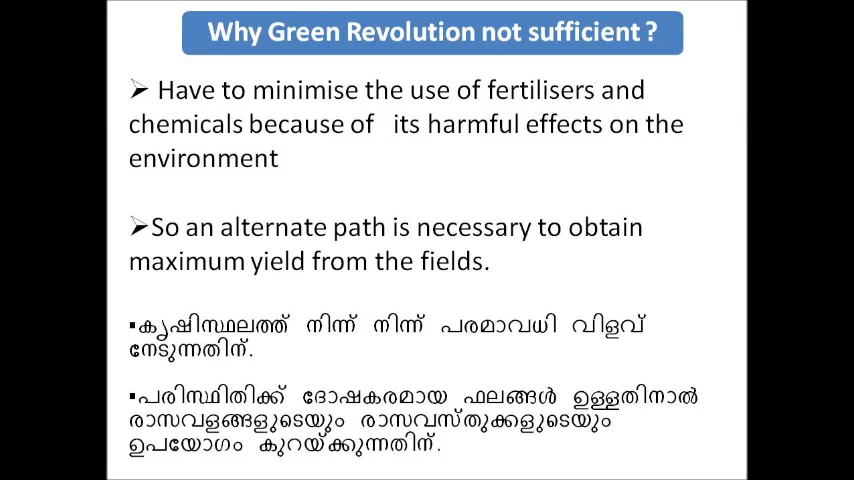 Why Green Revolution not sufficient ?
➢ Have to minimise the use of fertilisers and
chemicals because of its harmful effects on the
environment
➢So an alternate path is necessary to obtain
maximum yield from the fields.
▪കൃഷിസ്ഥലത്ത് നിന്ന് നിന്ന് പരമാവധി വിളവ്
നേടുന്നതിന്.
▪പരിസ്ഥിതിക്ക് ദോഷകരമായ ഫലങ്ങൾ ഉള്ളതിനാൽ
രാസവളങ്ങളുടെയും രാസവസ്തുക്കളുടെയും
ഉപയോഗം കുറയ്ക്കുന്നതിന്.